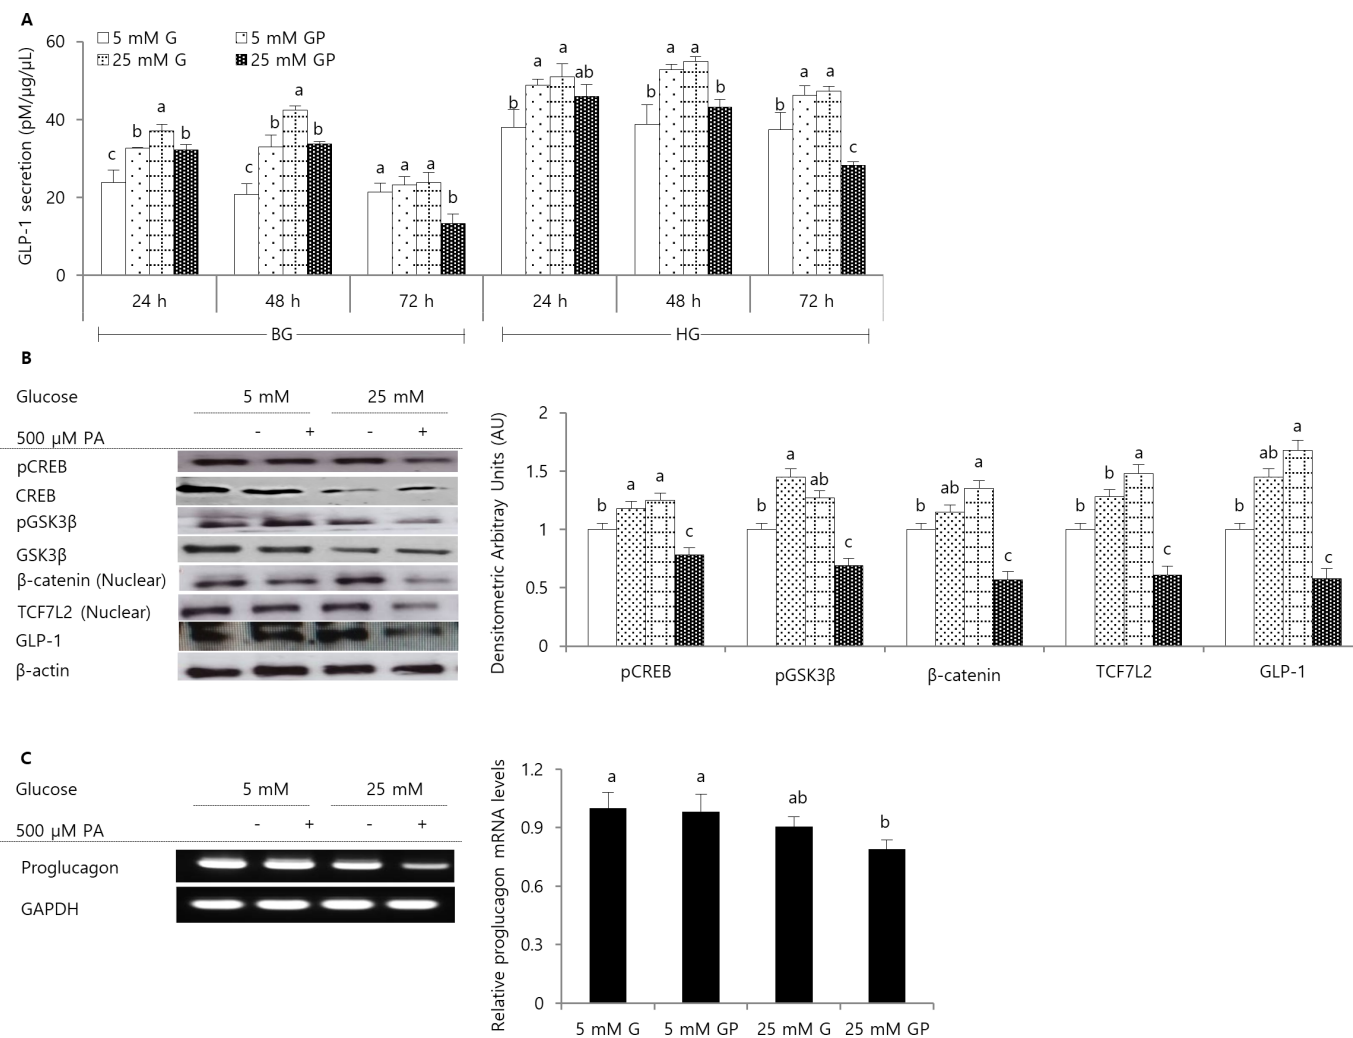 A
GLP-1 secretion (pM/μg/μL)
5 mM G
5 mM GP
25 mM G
25 mM GP
60
40
20
0
c b a b
c b a b
a a a b
b a a ab
b a a b
b a a c
24 h 48 h 72 h 24 h 48 h 72 h
BG HG
B
Glucose 5 mM 25 mM
500 μM PA - + - +
pCREB
CREB
pGSK3β
GSK3β
β-catenin (Nuclear)
TCF7L2 (Nuclear)
GLP-1
β-actin
Densitometric Arbitray Units (AU)
2
1.5
1
0.5
0
b a a c
b a ab c
b ab a c
b b a c
b ab a c
pCREB pGSK3β β-catenin TCF7L2 GLP-1
C
Glucose 5 mM 25 mM
500 μM PA - + - +
Proglucagon
GAPDH
Relative proglucagon mRNA levels
1.2
0.9
0.6
0.3
0
a a ab b
5 mM G 5 mM GP 25 mM G 25 mM GP